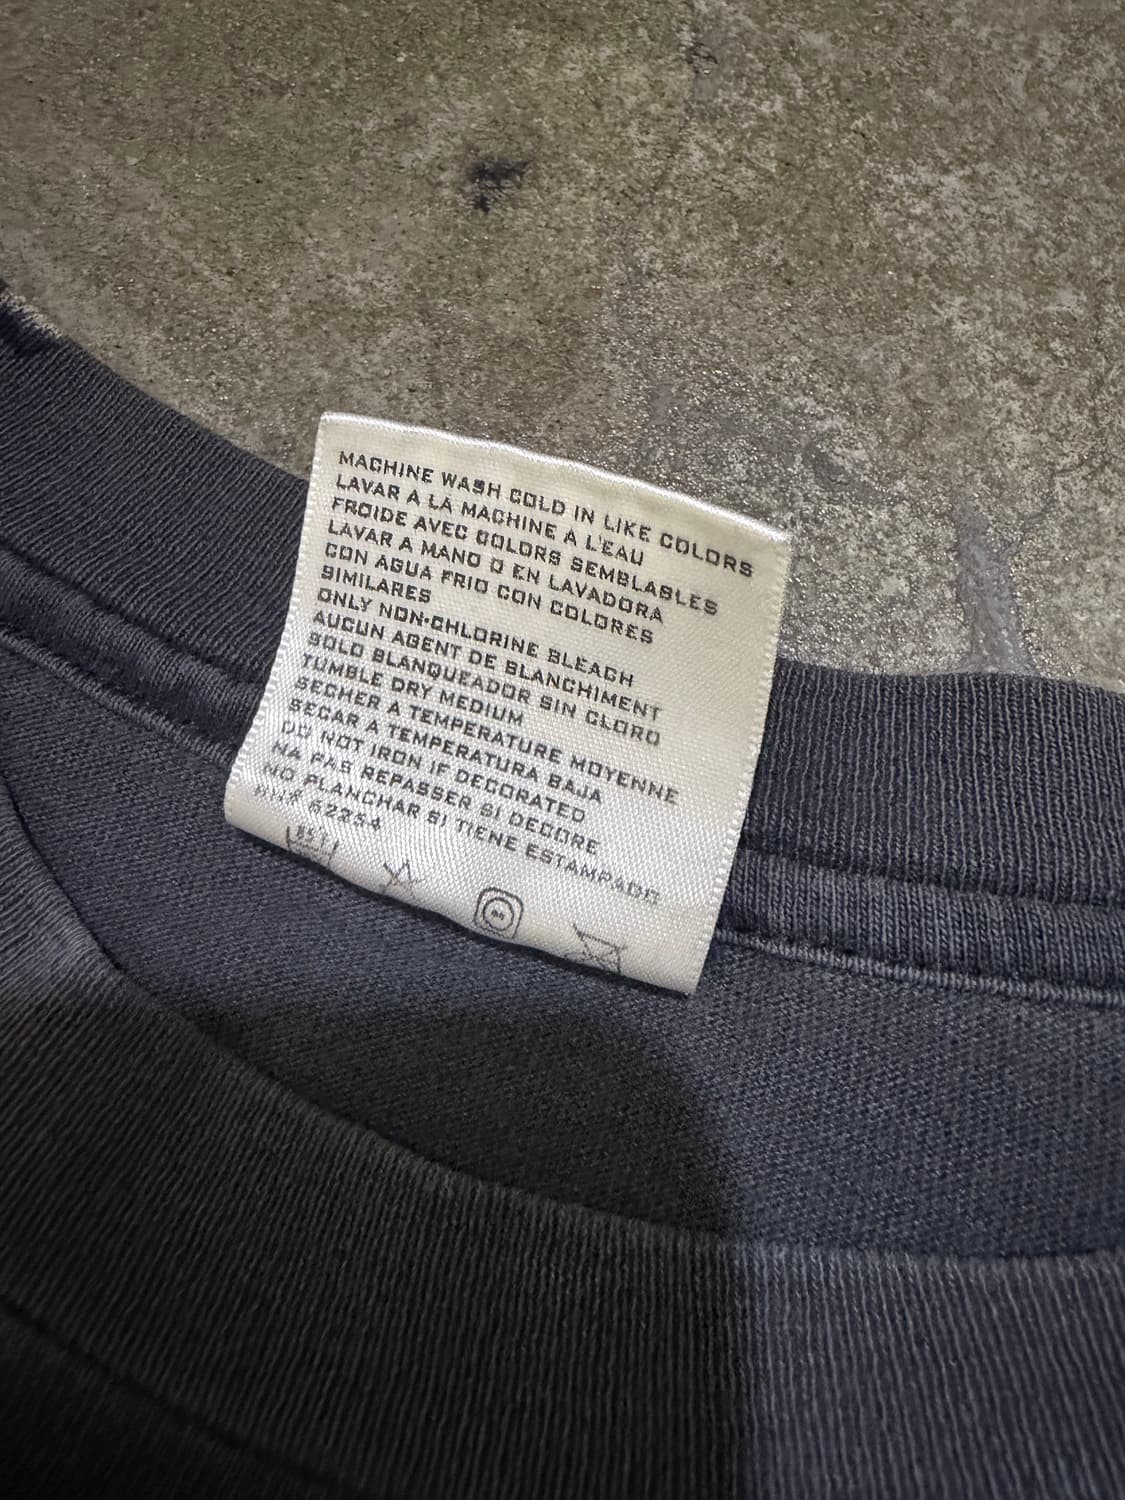 MACHINE WASH COLD IN LIKE COLORS
LAVAR A LA MACHINE A L'EAU
FROIDE AVEC COLORS SEMBLABLES
LAVAR A MANO O EN LAVADORA
CON AGUA FRIO CON COLORES
SIMILARES
ONLY NON-CHLORINE BLEACH
AUCUN AGENT DE BLANCHIMENT
SOLO BLANQUEADOR SIN CLORO
TUMBLE DRY MEDIUM
SECHER A TEMPERATURE MOYENNE
SECAR A TEMPERATURA BAJA
DO NOT IRON IF DECORATED
NA PAS REPASSER SI DECORE
NO PLANCHAR SI TIENE ESTAMPADO
RN# 62254